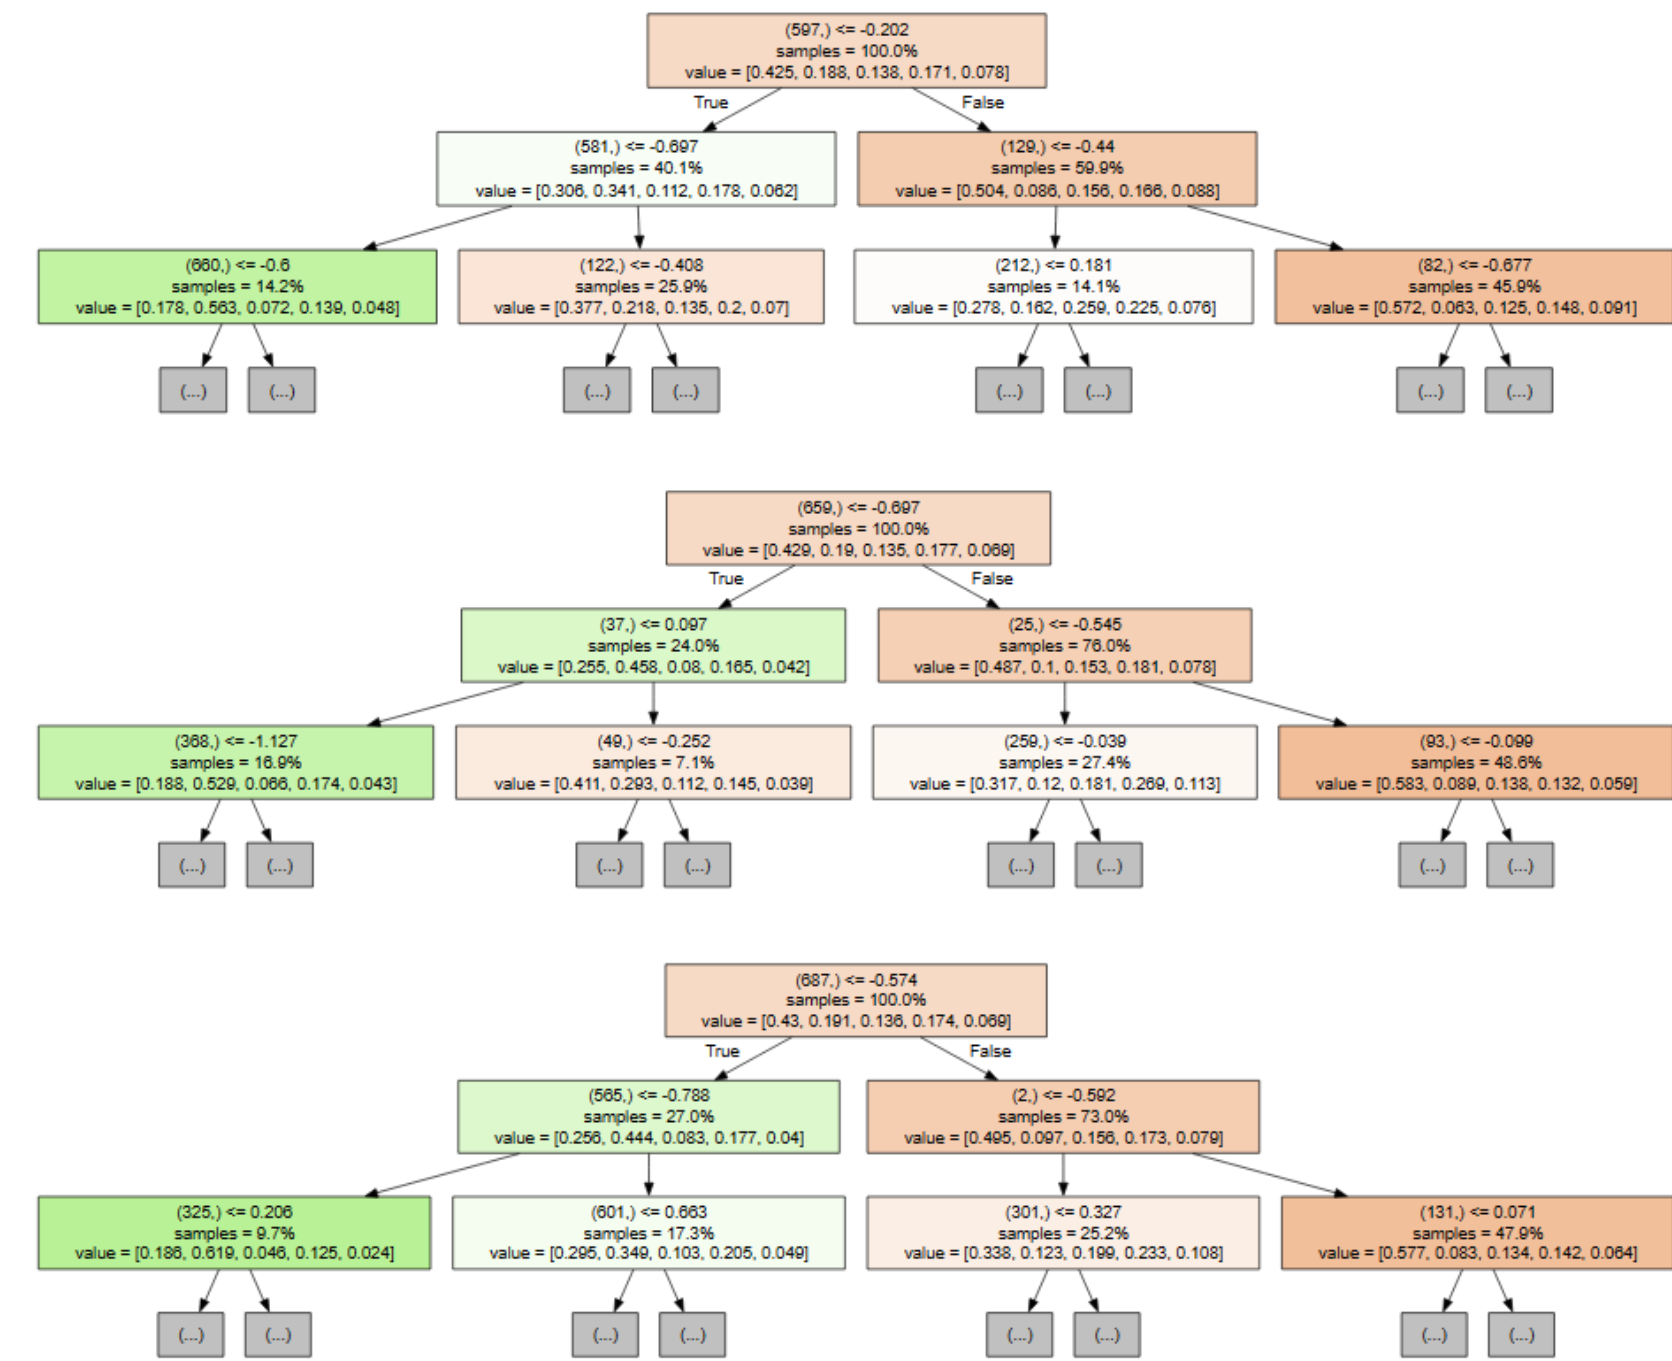 (597,) <= -0.202
samples = 100.0%
value = [0.425, 0.188, 0.138, 0.171, 0.078]
True
False
(581,) <= -0.697
samples = 40.1%
value = [0.306, 0.341, 0.112, 0.178, 0.062]
(129,) <= -0.44
samples = 59.9%
value = [0.504, 0.086, 0.156, 0.166, 0.088]
(660,) <= -0.6
samples = 14.2%
value = [0.178, 0.563, 0.072, 0.139, 0.048]
(122,) <= -0.408
samples = 25.9%
value = [0.377, 0.218, 0.135, 0.2, 0.07]
(212,) <= 0.181
samples = 14.1%
value = [0.278, 0.162, 0.259, 0.225, 0.076]
(82,) <= -0.677
samples = 45.9%
value = [0.572, 0.063, 0.125, 0.148, 0.091]
(...)
(...)
(...)
(...)
(...)
(...)
(...)
(...)
(659,) <= -0.697
samples = 100.0%
value = [0.429, 0.19, 0.135, 0.177, 0.069]
True
False
(37,) <= 0.097
samples = 24.0%
value = [0.255, 0.458, 0.08, 0.165, 0.042]
(25,) <= -0.545
samples = 76.0%
value = [0.487, 0.1, 0.153, 0.181, 0.078]
(368,) <= -1.127
samples = 16.9%
value = [0.188, 0.529, 0.066, 0.174, 0.043]
(49,) <= -0.252
samples = 7.1%
value = [0.411, 0.293, 0.112, 0.145, 0.039]
(259,) <= -0.039
samples = 27.4%
value = [0.317, 0.12, 0.181, 0.269, 0.113]
(93,) <= -0.099
samples = 48.6%
value = [0.583, 0.089, 0.138, 0.132, 0.059]
(...)
(...)
(...)
(...)
(...)
(...)
(...)
(...)
(687,) <= -0.574
samples = 100.0%
value = [0.43, 0.191, 0.136, 0.174, 0.069]
True
False
(565,) <= -0.788
samples = 27.0%
value = [0.256, 0.444, 0.083, 0.177, 0.04]
(2,) <= -0.592
samples = 73.0%
value = [0.495, 0.097, 0.156, 0.173, 0.079]
(325,) <= 0.206
samples = 9.7%
value = [0.186, 0.619, 0.046, 0.125, 0.024]
(601,) <= 0.663
samples = 17.3%
value = [0.295, 0.349, 0.103, 0.205, 0.049]
(301,) <= 0.327
samples = 25.2%
value = [0.338, 0.123, 0.199, 0.233, 0.108]
(131,) <= 0.071
samples = 47.9%
value = [0.577, 0.083, 0.134, 0.142, 0.064]
(...)
(...)
(...)
(...)
(...)
(...)
(...)
(...)